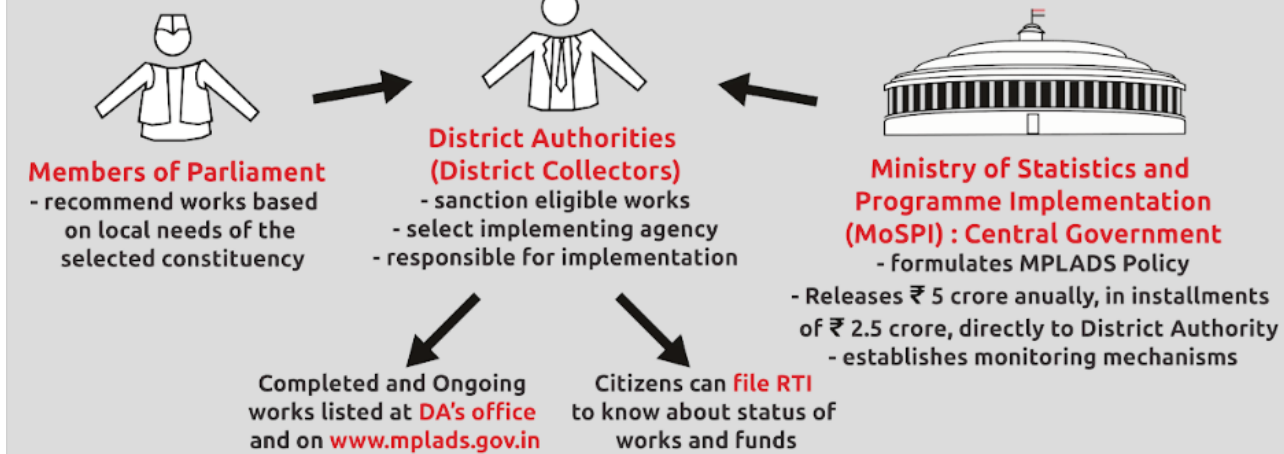 Members of Parliament
- recommend works based
on local needs of the
selected constituency
District Authorities
(District Collectors)
- sanction eligible works
- select implementing agency
- responsible for implementation
Ministry of Statistics and
Programme Implementation
(MoSPI) : Central Government
- formulates MPLADS Policy
- Releases ₹ 5 crore anually, in installments
of ₹ 2.5 crore, directly to District Authority
- establishes monitoring mechanisms
Completed and Ongoing
works listed at DA's office
and on www.mplads.gov.in
Citizens can file RTI
to know about status of
works and funds